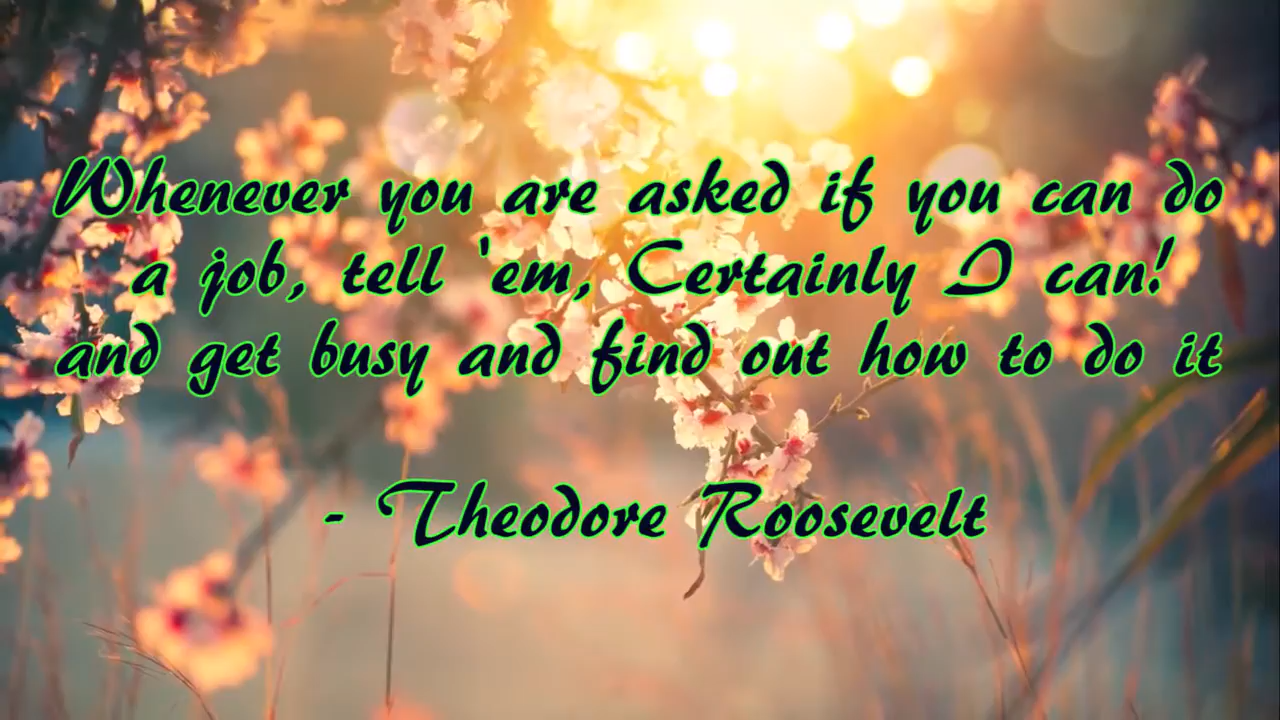 Whenever you are asked if you can do
a job, tell 'em, Certainly I can!
and get busy and find out how to do it
- Theodore Roosevelt